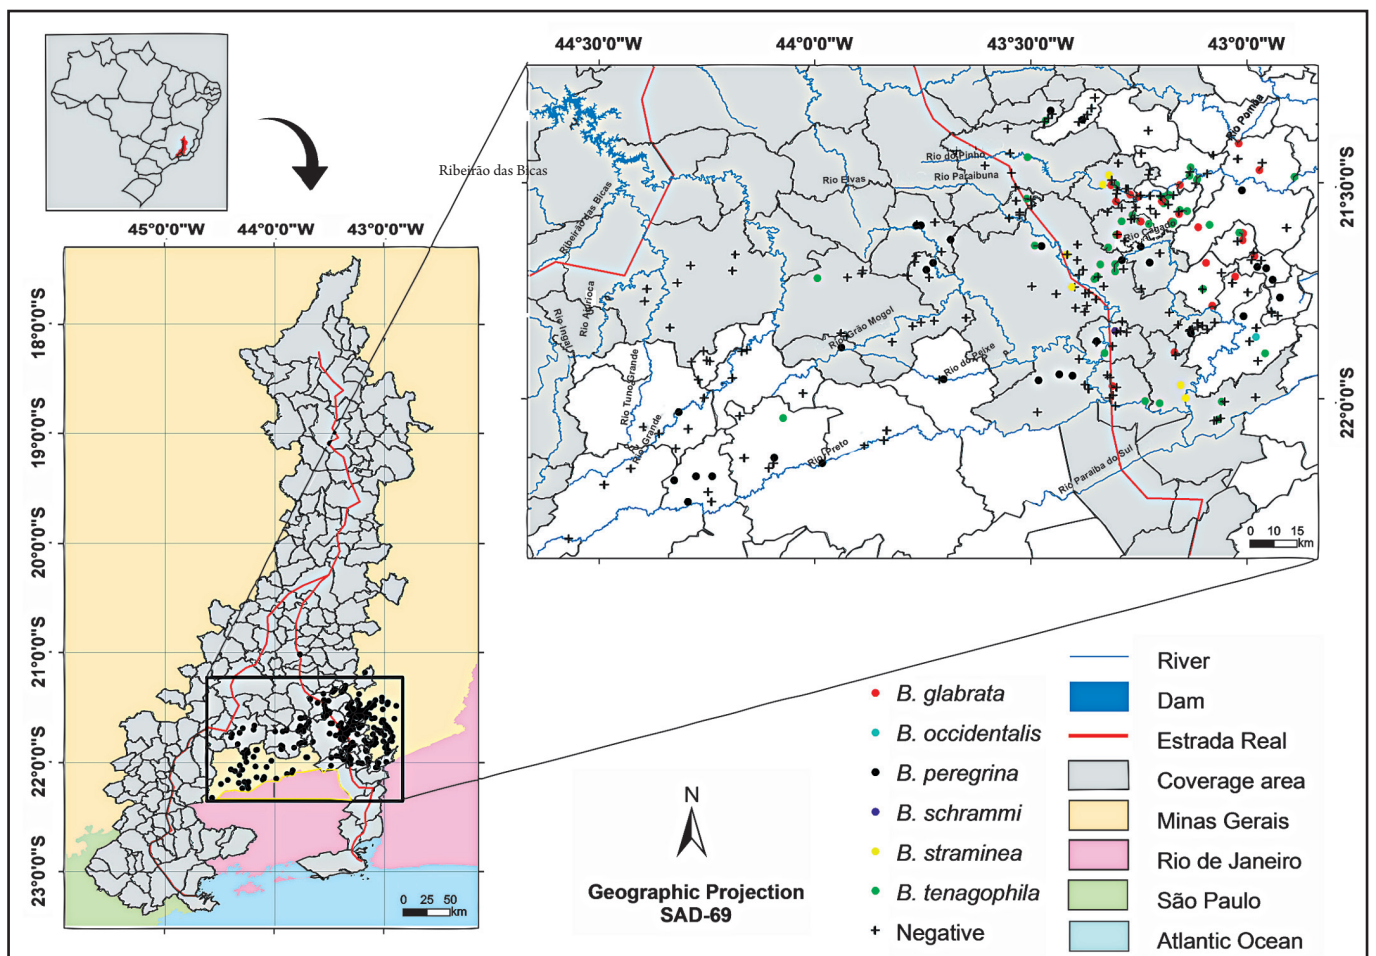 44°30'0"W 44°0'0"W 43°30'0"W 43°0'0"W
Rio Pomba
Rio do Pinho
Ribeirão das Bicas
Rio Elvas
Rio Paraibuna
21°30'0"S
Ribeirão das Bicas
Rio Cágado
45°0'0"W 44°0'0"W 43°0'0"W
Rio Aiuruoca
Rio Ingaí
Rio Grão Mogol
Rio do Peixe
18°0'0"S
Rio Turvo Grande
22°0'0"S
Rio Grande
Rio Preto
Rio Paraíba do Sul
19°0'0"S
0 10 15
km
20°0'0"S
21°0'0"S
22°0'0"S
23°0'0"S
0 25 50
km
N
Geographic Projection
SAD-69
B. glabrata
B. occidentalis
B. peregrina
B. schrammi
B. straminea
B. tenagophila
Negative
River
Dam
Estrada Real
Coverage area
Minas Gerais
Rio de Janeiro
São Paulo
Atlantic Ocean